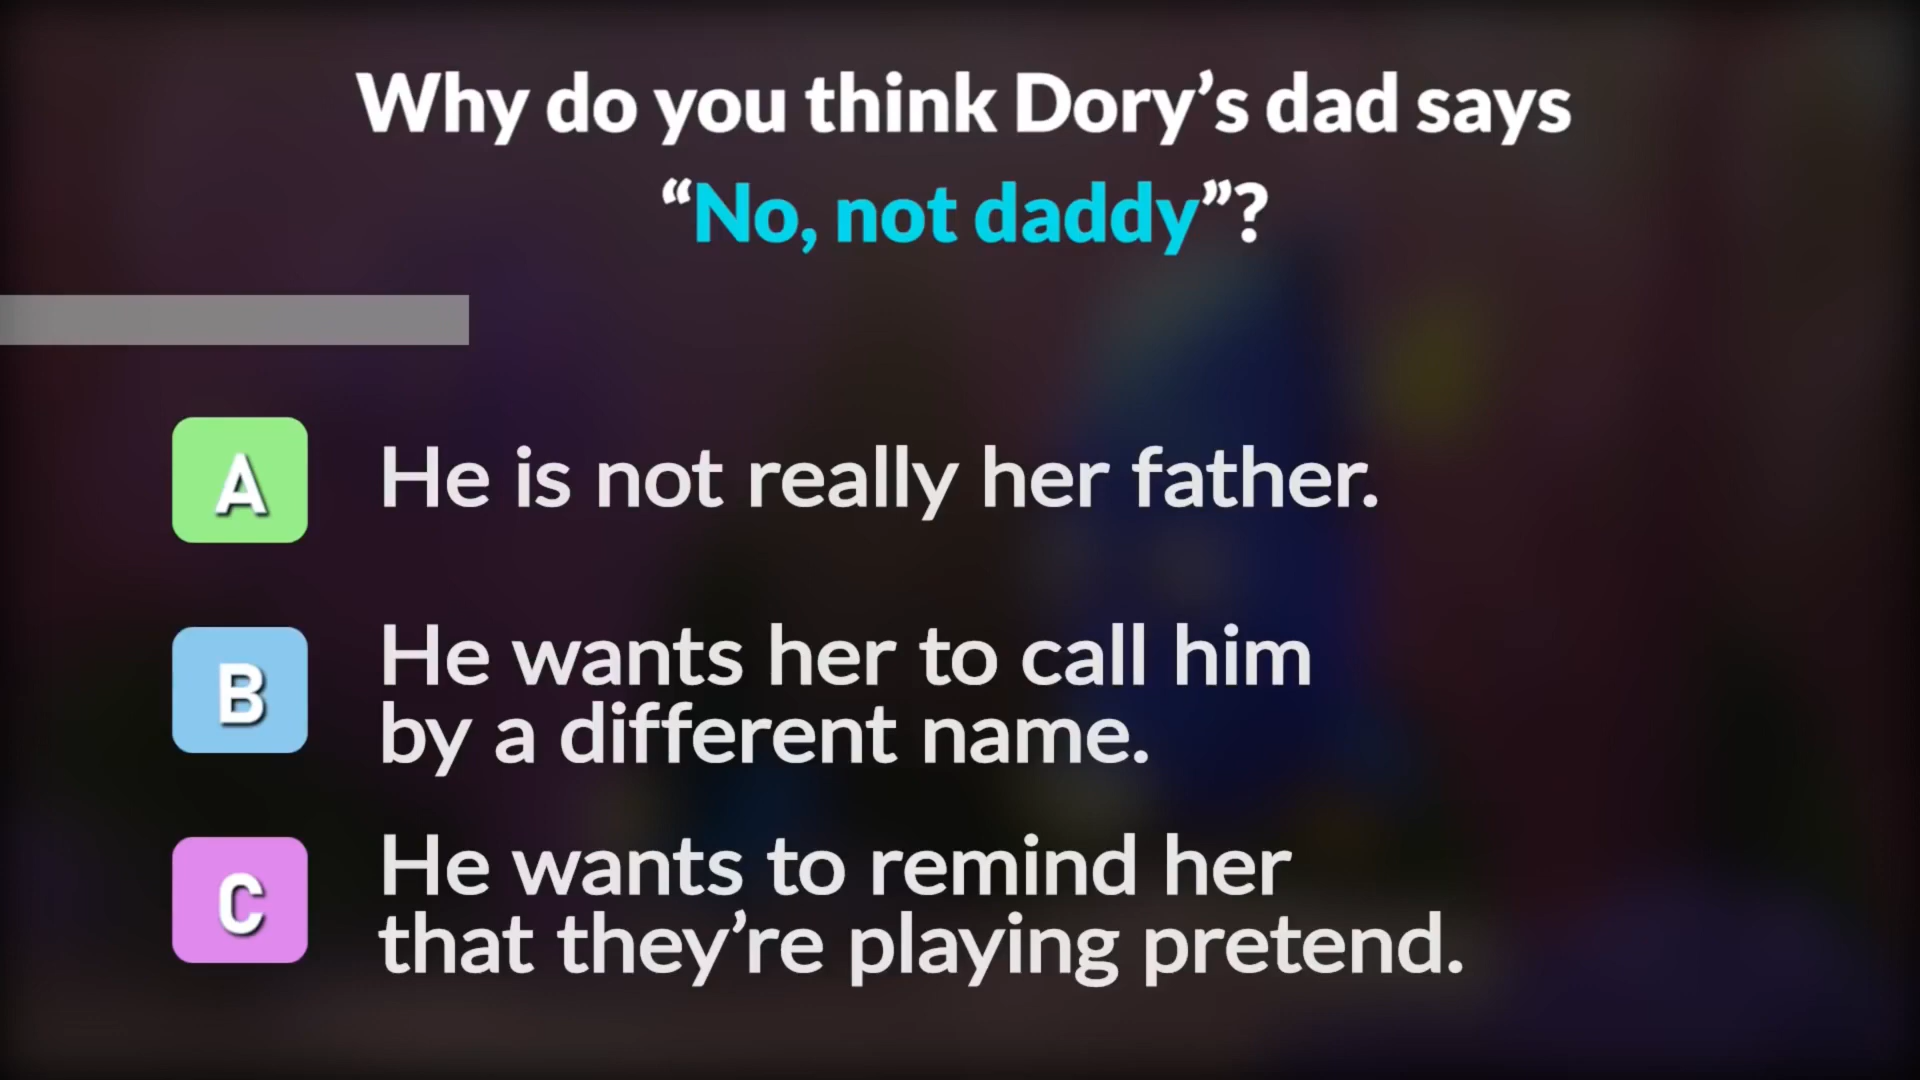 Why do you think Dory’s dad says
“No, not daddy”?
A
He is not really her father.
B
He wants her to call him
by a different name.
C
He wants to remind her
that they’re playing pretend.